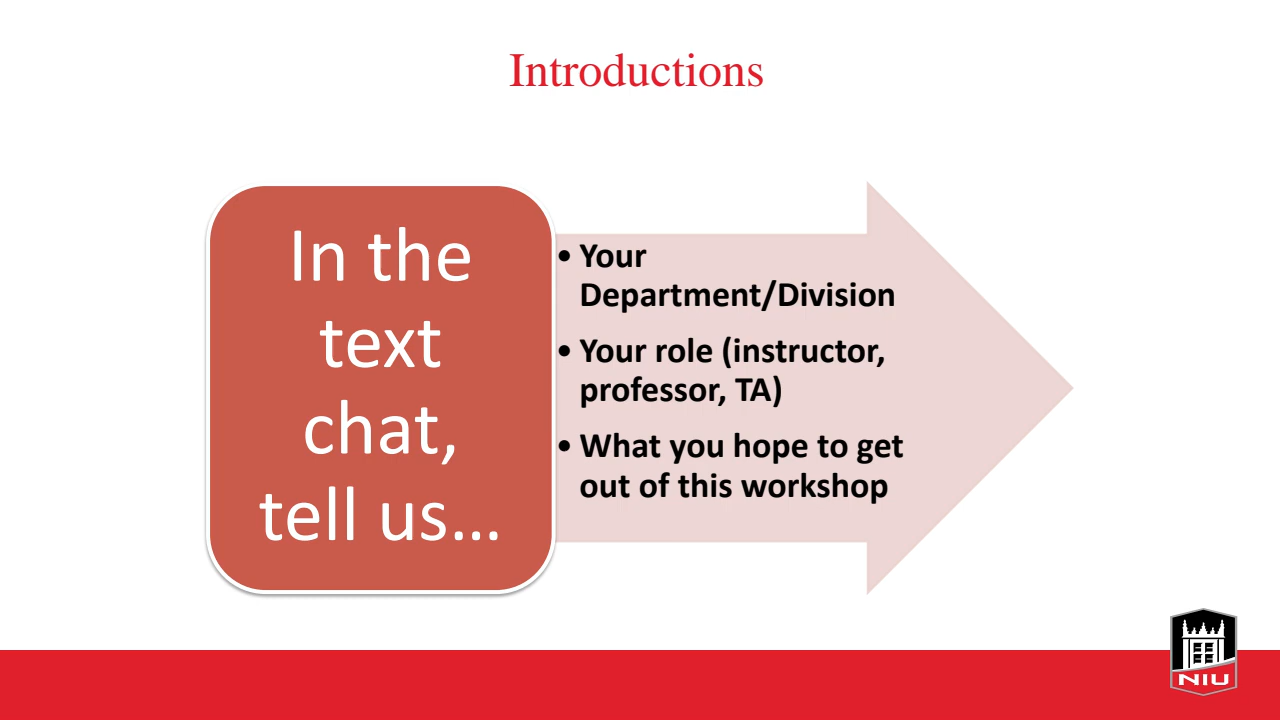 Introductions
In the
text
chat,
tell us...
• Your
Department/Division
• Your role (instructor,
professor, TA)
• What you hope to get
out of this workshop
NIU